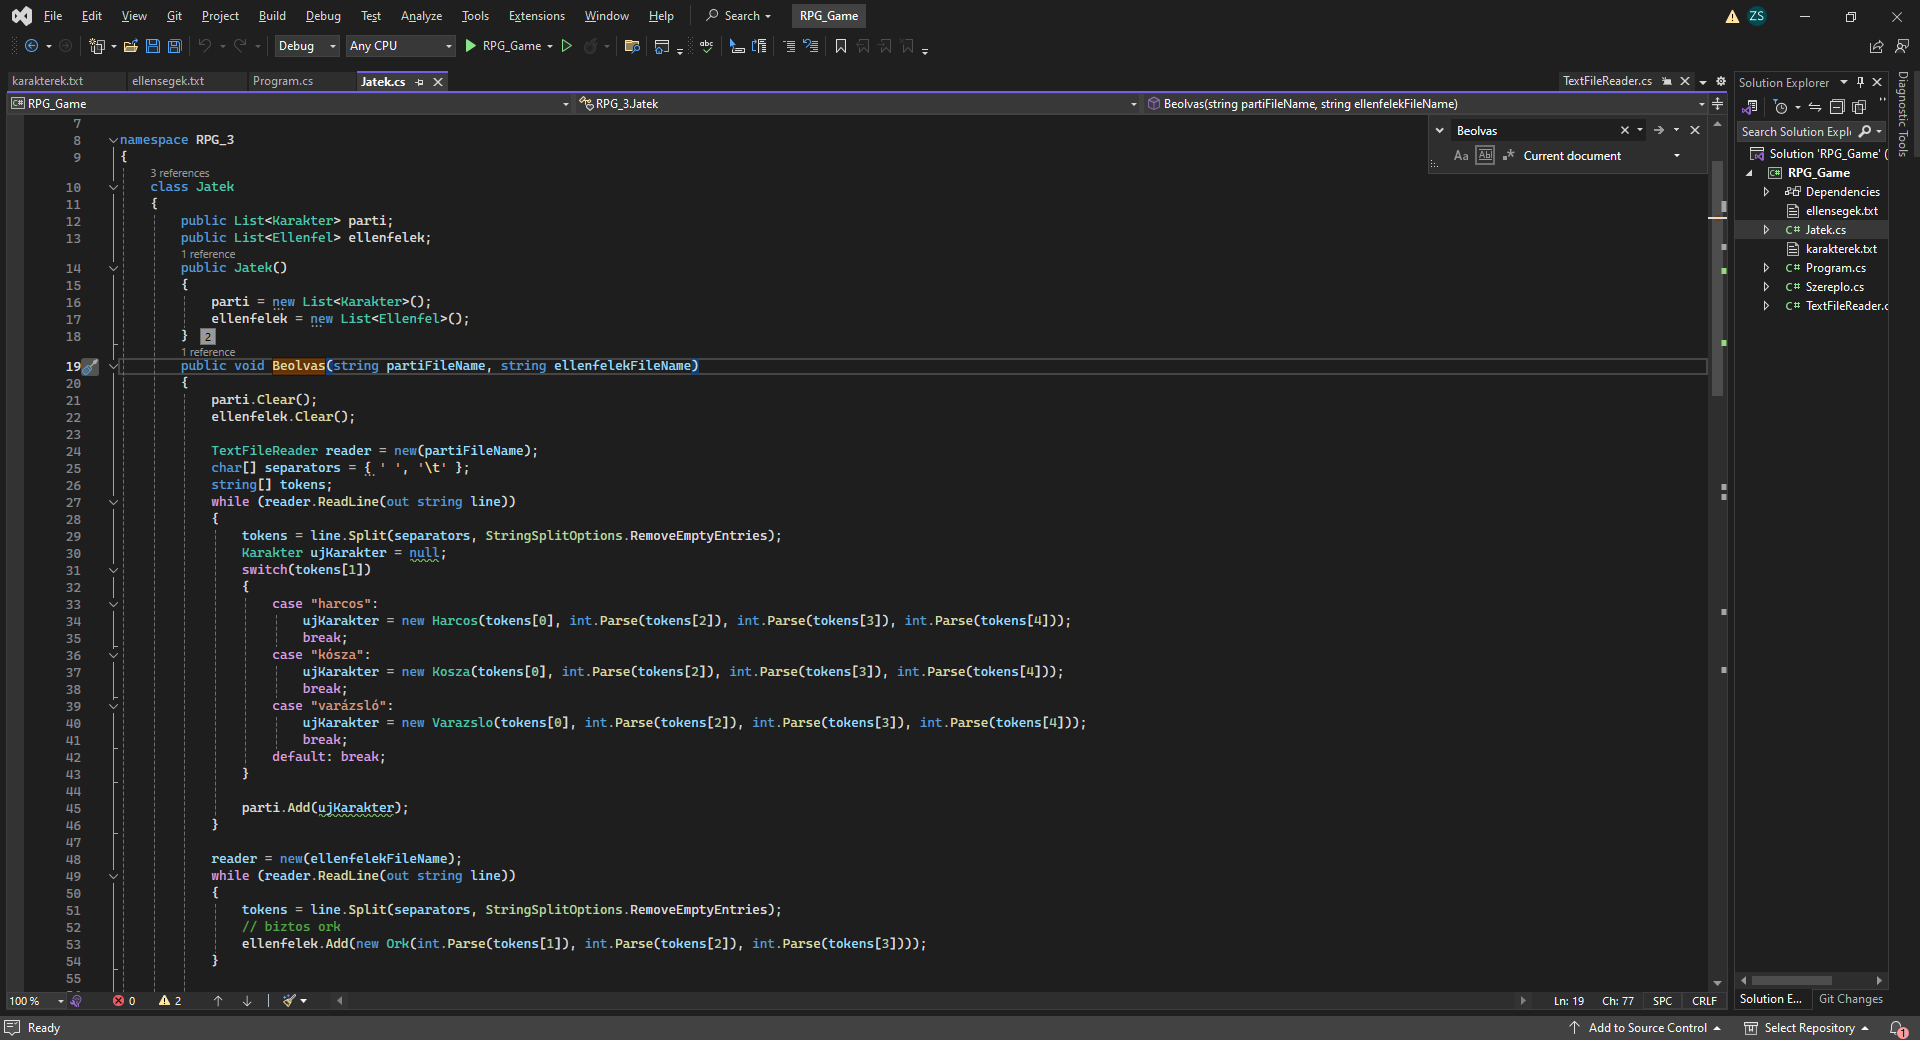 File Edit View Git Project Build Debug Test Analyze Tools Extensions Window Help Search RPG_Game ZS
Debug Any CPU RPG_Game abc
karakterek.txt ellensegek.txt Program.cs Jatek.cs TextFileReader.cs
RPG_Game RPG_3.Jatek Beolvas(string partiFileName, string ellenfelekFileName)
Beolvas
Aa Ab Current document
7
8 namespace RPG_3
9 {
3 references
10 class Jatek
11 {
12 public List<Karakter> parti;
13 public List<Ellenfel> ellenfelek;
1 reference
14 public Jatek()
15 {
16 parti = new List<Karakter>();
17 ellenfelek = new List<Ellenfel>();
18 } 2
1 reference
19 public void Beolvas(string partiFileName, string ellenfelekFileName)
20 {
21 parti.Clear();
22 ellenfelek.Clear();
23
24 TextFileReader reader = new(partiFileName);
25 char[] separators = { ' ', '\t' };
26 string[] tokens;
27 while (reader.ReadLine(out string line))
28 {
29 tokens = line.Split(separators, StringSplitOptions.RemoveEmptyEntries);
30 Karakter ujKarakter = null;
31 switch(tokens[1])
32 {
33 case "harcos":
34 ujKarakter = new Harcos(tokens[0], int.Parse(tokens[2]), int.Parse(tokens[3]), int.Parse(tokens[4]));
35 break;
36 case "kósza":
37 ujKarakter = new Kosza(tokens[0], int.Parse(tokens[2]), int.Parse(tokens[3]), int.Parse(tokens[4]));
38 break;
39 case "varázsló":
40 ujKarakter = new Varazslo(tokens[0], int.Parse(tokens[2]), int.Parse(tokens[3]), int.Parse(tokens[4]));
41 break;
42 default: break;
43 }
44
45 parti.Add(ujKarakter);
46 }
47
48 reader = new(ellenfelekFileName);
49 while (reader.ReadLine(out string line))
50 {
51 tokens = line.Split(separators, StringSplitOptions.RemoveEmptyEntries);
52 // biztos ork
53 ellenfelek.Add(new Ork(int.Parse(tokens[1]), int.Parse(tokens[2]), int.Parse(tokens[3])));
54 }
55
100 % 0 2 Ln: 19 Ch: 77 SPC CRLF
Solution Explorer
Search Solution Expl
Solution 'RPG_Game' (
RPG_Game
Dependencies
ellensegek.txt
C# Jatek.cs
karakterek.txt
C# Program.cs
C# Szereplo.cs
C# TextFileReader.c
Solution E... Git Changes
Diagnostic Tools
Ready Add to Source Control Select Repository 1